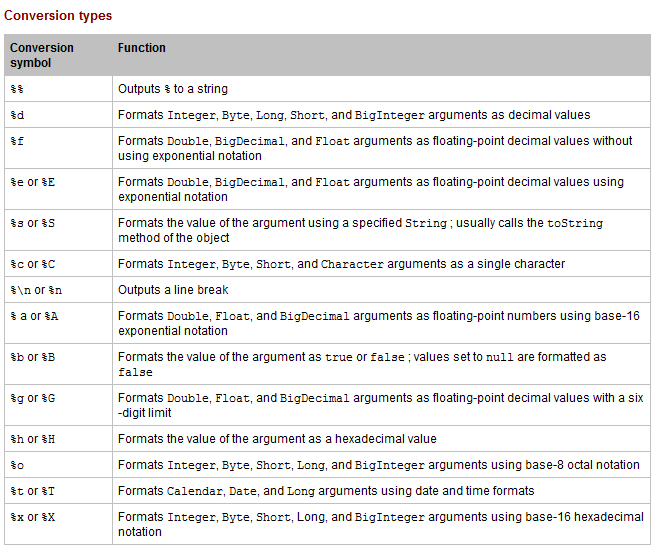 Conversion types
Conversion symbol Function
%% Outputs % to a string
%d Formats Integer, Byte, Long, Short, and BigInteger arguments as decimal values
%f Formats Double, BigDecimal, and Float arguments as floating-point decimal values without
using exponential notation
%e or %E Formats Double, BigDecimal, and Float arguments as floating-point decimal values using
exponential notation
%s or %S Formats the value of the argument using a specified String ; usually calls the toString
method of the object
%c or %C Formats Integer, Byte, Short, and Character arguments as a single character
%\n or %n Outputs a line break
% a or %A Formats Double, Float, and BigDecimal arguments as floating-point numbers using base-16
exponential notation
%b or %B Formats the value of the argument as true or false ; values set to null are formatted as
false
%g or %G Formats Double, Float, and BigDecimal arguments as floating-point decimal values with a six
-digit limit
%h or %H Formats the value of the argument as a hexadecimal value
%o Formats Integer, Byte, Short, Long, and BigInteger arguments using base-8 octal notation
%t or %T Formats Calendar, Date, and Long arguments using date and time formats
%x or %X Formats Integer, Byte, Short, Long, and BigInteger arguments using base-16 hexadecimal
notation